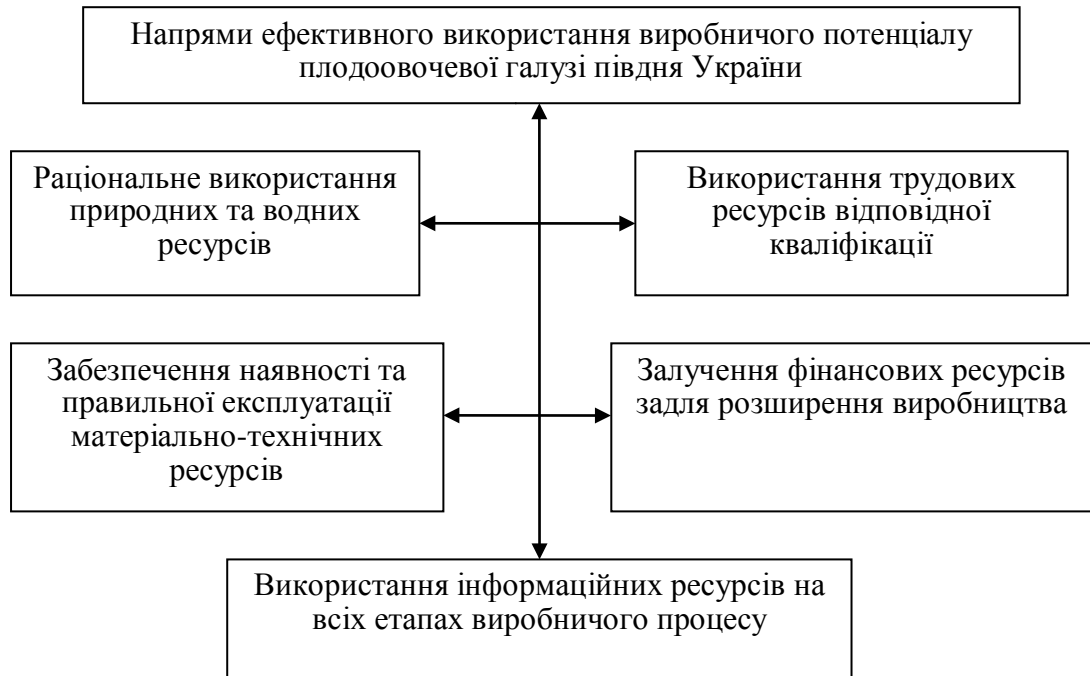 Напрями ефективного використання виробничого потенціалу
плодоовочевої галузі півдня України
Раціональне використання
природних та водних
ресурсів
Використання трудових
ресурсів відповідної
кваліфікації
Забезпечення наявності та
правильної експлуатації
матеріально-технічних
ресурсів
Залучення фінансових ресурсів
задля розширення виробництва
Використання інформаційних ресурсів на
всіх етапах виробничого процесу